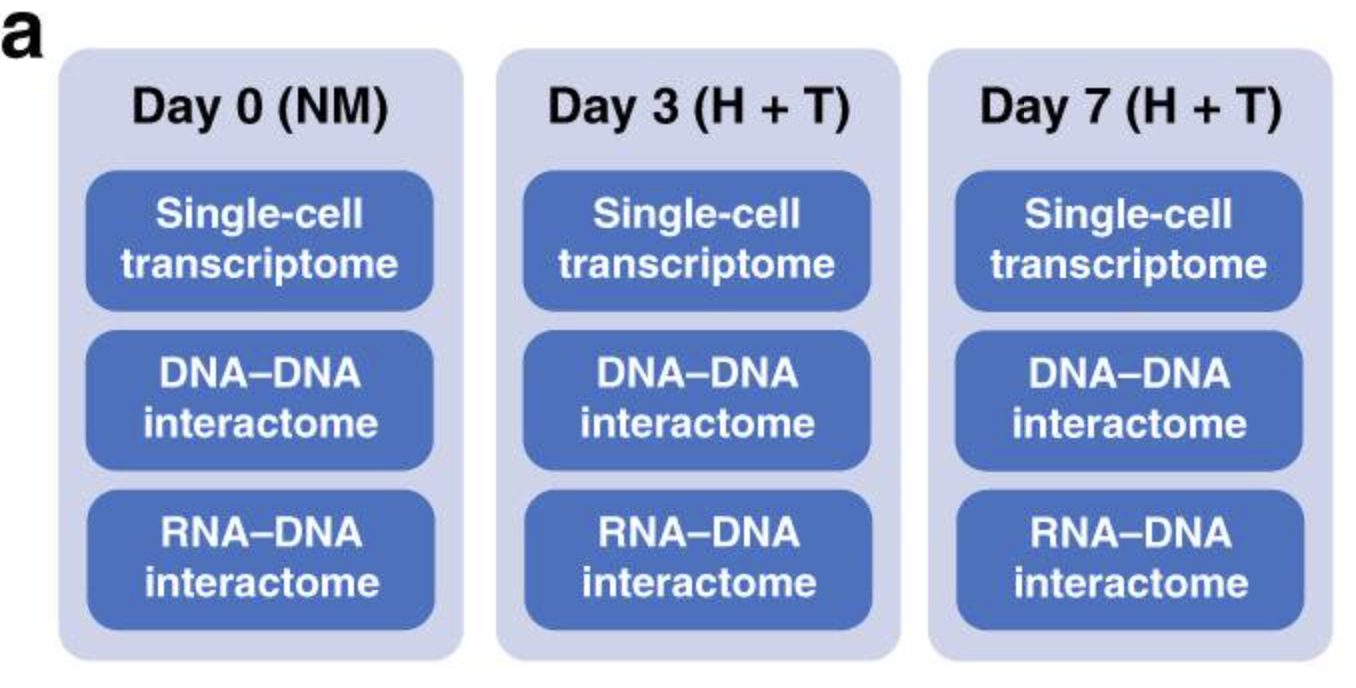 a
Day 0 (NM)
Single-cell
transcriptome
DNA–DNA
interactome
RNA–DNA
interactome
Day 3 (H + T)
Single-cell
transcriptome
DNA–DNA
interactome
RNA–DNA
interactome
Day 7 (H + T)
Single-cell
transcriptome
DNA–DNA
interactome
RNA–DNA
interactome